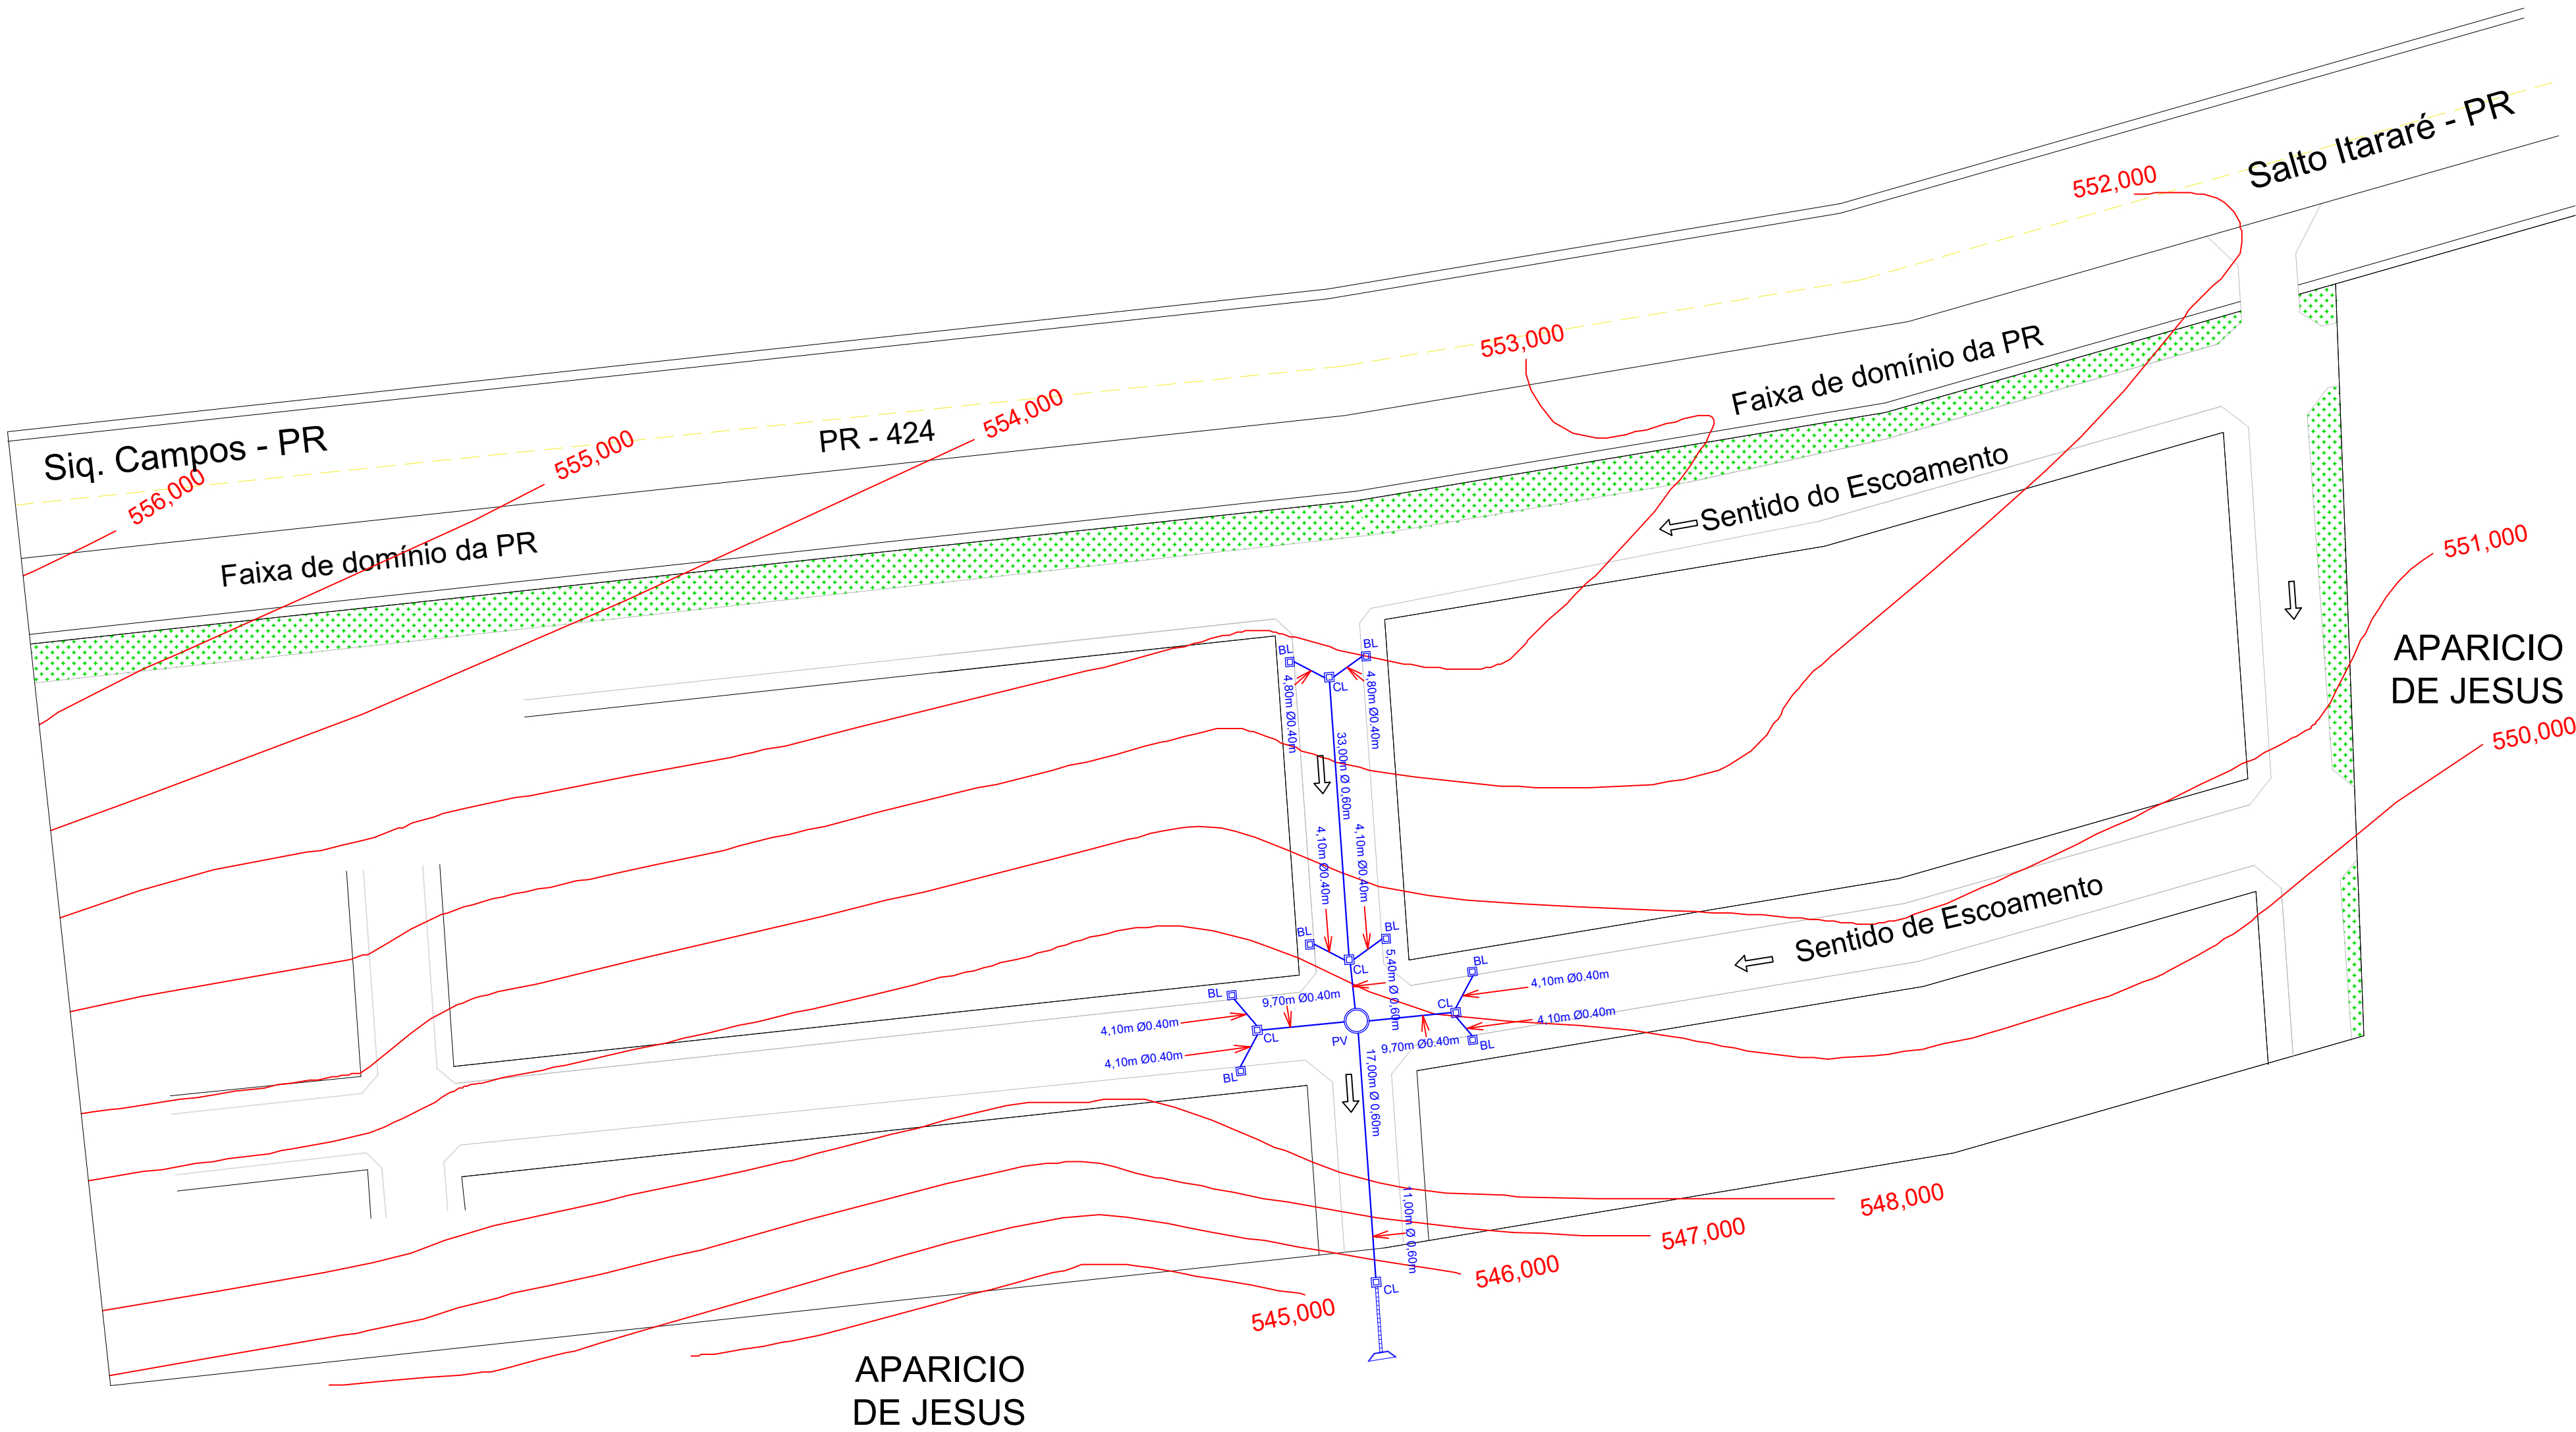 Salto Itararé - PR
552,000
553,000
Faixa de domínio da PR
554,000
PR - 424
555,000
Siq. Campos - PR
556,000
Sentido do Escoamento
Faixa de domínio da PR
551,000
APARICIO
DE JESUS
550,000
BL
BL
CL
4,80m Ø0.40m
4,80m Ø0.40m
33,00m Ø 0,60m
4,10m Ø0.40m
4,10m Ø0.40m
Sentido de Escoamento
BL
BL
CL
5,40m Ø 0,60m
BL
4,10m Ø0.40m
BL
9,70m Ø0.40m
CL
4,10m Ø0.40m
4,10m Ø0.40m
CL
PV
9,70m Ø0.40m
BL
4,10m Ø0.40m
BL
17,00m Ø 0,60m
11,00m Ø 0,60m
548,000
547,000
546,000
CL
545,000
APARICIO
DE JESUS